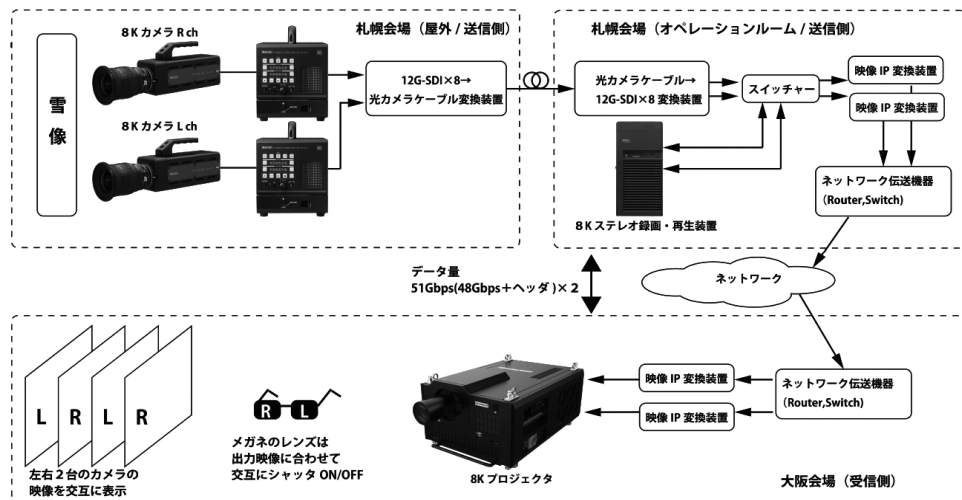 札幌会場（屋外 / 送信側）
8K カメラ R ch
8K カメラ L ch
雪像
12G-SDI×8→
光カメラケーブル変換装置
札幌会場（オペレーションルーム / 送信側）
光カメラケーブル→
12G-SDI×8 変換装置
スイッチャー
映像 IP 変換装置
映像 IP 変換装置
ネットワーク伝送機器
（Router,Switch)
8K ステレオ録画・再生装置
データ量
51Gbps(48Gbps＋ヘッダ )×２
ネットワーク
L
R
L
R
左右２台のカメラの
映像を交互に表示
R
L
メガネのレンズは
出力映像に合わせて
交互にシャッタ ON/OFF
8K プロジェクタ
映像 IP 変換装置
映像 IP 変換装置
ネットワーク伝送機器
（Router,Switch)
大阪会場（受信側）